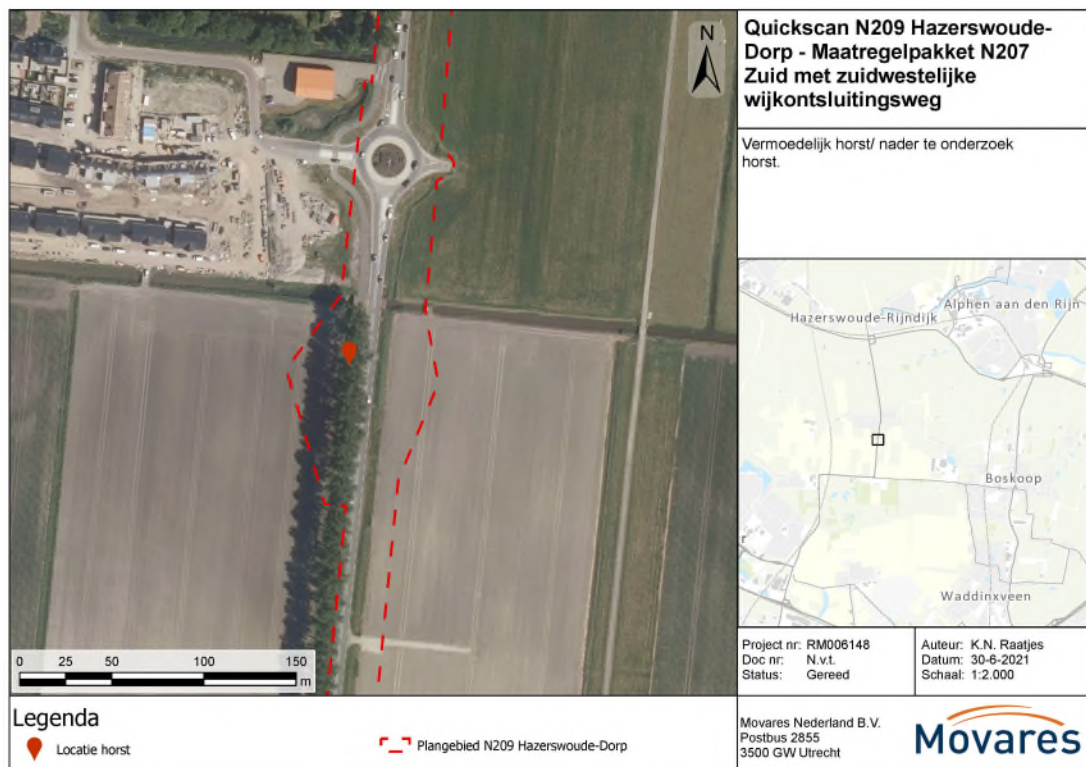 N
0 25 50 100 150
m
Legenda
Locatie horst
Plangebied N209 Hazerswoude-Dorp
Quickscan N209 Hazerswoude-
Dorp - Maatregelpakket N207
Zuid met zuidwestelijke
wijkontsluitingsweg
Vermoedelijk horst/ nader te onderzoek
horst.
Alphen aan den Rijn
Hazerswoude-Rijndijk
Boskoop
r
Waddinxveen
Project nr: RM006148
Doc nr: N.v.t.
Status: Gereed
Auteur: K.N. Raatjes
Datum: 30-6-2021
Schaal: 1:2.000
Movares Nederland B.V.
Postbus 2855
3500 GW Utrecht
Movares